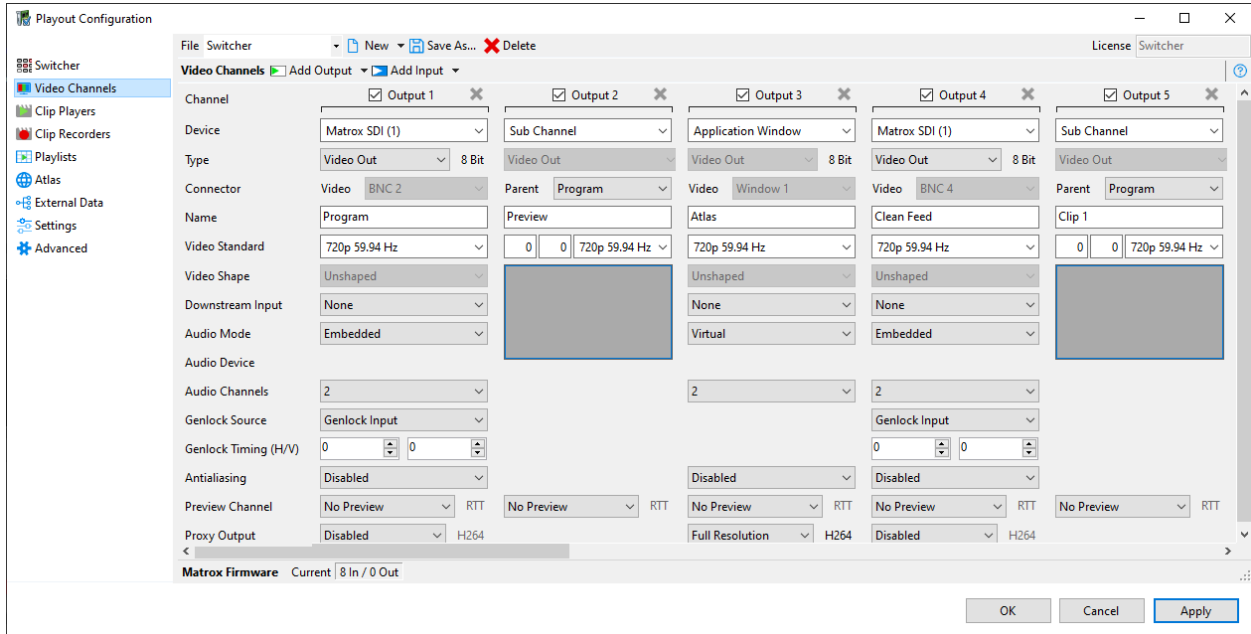 Playout Configuration
File Switcher New Save As... Delete License Switcher
Switcher
Video Channels
Clip Players
Clip Recorders
Playlists
Atlas
External Data
Settings
Advanced
Video Channels Add Output Add Input
Channel Output 1 Output 2 Output 3 Output 4 Output 5
Device Matrox SDI (1) Sub Channel Application Window Matrox SDI (1) Sub Channel
Type Video Out 8 Bit Video Out Video Out 8 Bit Video Out 8 Bit Video Out
Connector Video BNC 2 Parent Program Video Window 1 Video BNC 4 Parent Program
Name Program Preview Atlas Clean Feed Clip 1
Video Standard 720p 59.94 Hz 0 0 720p 59.94 Hz 720p 59.94 Hz 720p 59.94 Hz 0 0 720p 59.94 Hz
Video Shape Unshaped Unshaped Unshaped
Downstream Input None None None
Audio Mode Embedded Virtual Embedded
Audio Device
Audio Channels 2 2 2
Genlock Source Genlock Input Genlock Input
Genlock Timing (H/V) 0 0 0 0
Antialiasing Disabled Disabled Disabled
Preview Channel No Preview RTT No Preview RTT No Preview RTT No Preview RTT No Preview RTT
Proxy Output Disabled H264 Full Resolution H264 Disabled H264
Matrox Firmware Current 8 In / 0 Out
OK Cancel Apply